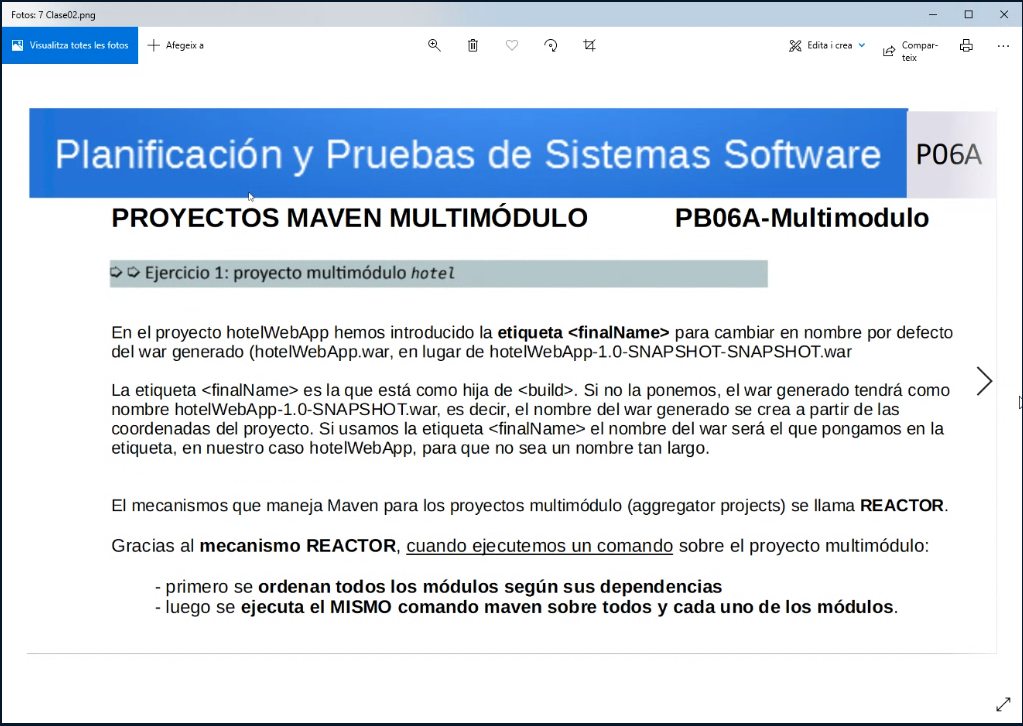 Fotos: 7 Clase02.png
Visualitza totes les fotos
Afegeix a
Edita i crea
Compar-
teix
Planificación y Pruebas de Sistemas Software
P06A
PROYECTOS MAVEN MULTIMÓDULO PB06A-Multimodulo
➩ ➩ Ejercicio 1: proyecto multimódulo hotel
En el proyecto hotelWebApp hemos introducido la etiqueta <finalName> para cambiar en nombre por defecto
del war generado (hotelWebApp.war, en lugar de hotelWebApp-1.0-SNAPSHOT-SNAPSHOT.war
La etiqueta <finalName> es la que está como hija de <build>. Si no la ponemos, el war generado tendrá como
nombre hotelWebApp-1.0-SNAPSHOT.war, es decir, el nombre del war generado se crea a partir de las
coordenadas del proyecto. Si usamos la etiqueta <finalName> el nombre del war será el que pongamos en la
etiqueta, en nuestro caso hotelWebApp, para que no sea un nombre tan largo.
El mecanismos que maneja Maven para los proyectos multimódulo (aggregator projects) se llama REACTOR.
Gracias al mecanismo REACTOR, cuando ejecutemos un comando sobre el proyecto multimódulo:
- primero se ordenan todos los módulos según sus dependencias
- luego se ejecuta el MISMO comando maven sobre todos y cada uno de los módulos.